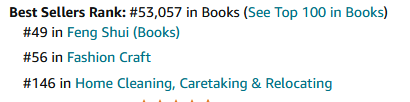 Best Sellers Rank: #53,057 in Books (See Top 100 in Books)
#49 in Feng Shui (Books)
#56 in Fashion Craft
#146 in Home Cleaning, Caretaking & Relocating